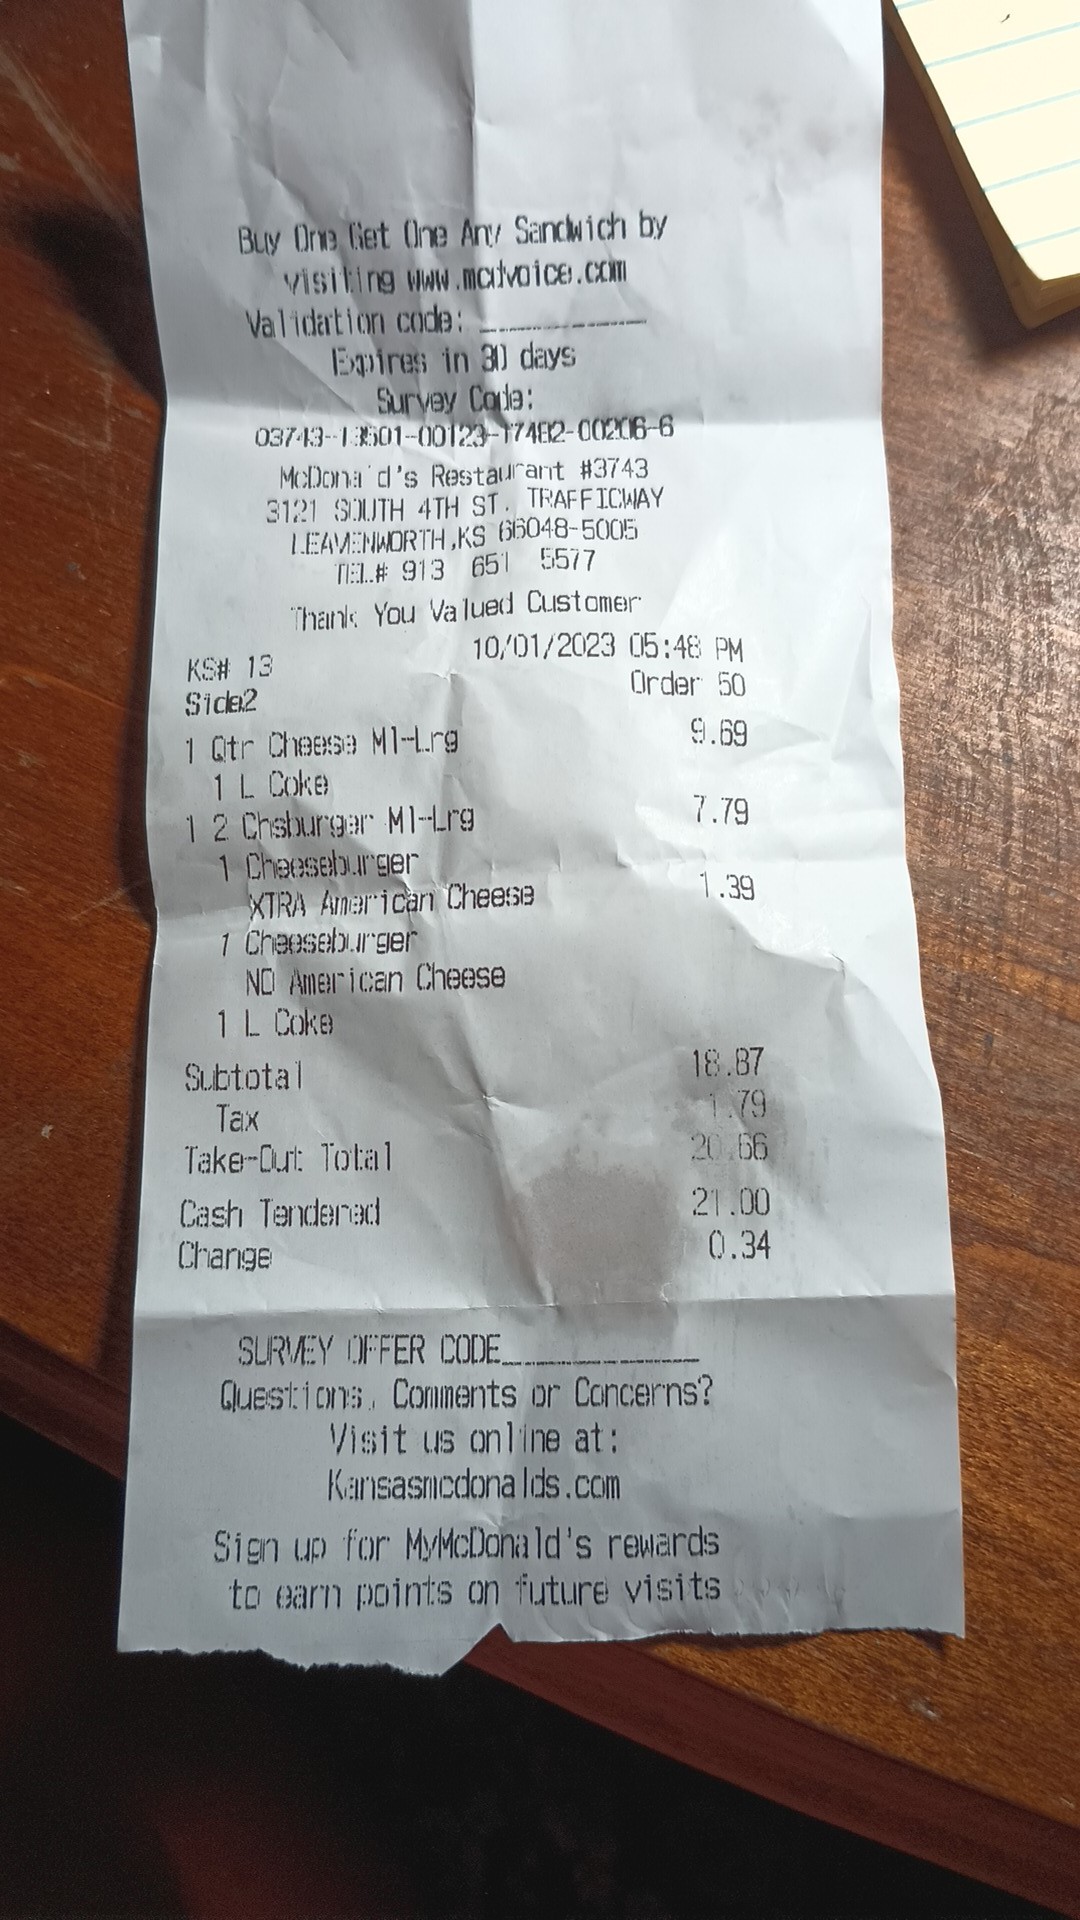 Buy One Get One Any Sandwich by
visiting www.mcdvoice.com
Validation code: ____________
Expires in 30 days
Survey Code:
03743-13501-00123-17482-00206-6
McDonald's Restaurant #3743
3121 SOUTH 4TH ST. TRAFFICWAY
LEAVENWORTH,KS 66048-5005
TEL# 913 651 5577
Thank You Valued Customer
KS# 13 10/01/2023 05:48 PM
Side2 Order 50
1 Qtr Cheese Ml-Lrg 9.69
1 L Coke
1 2 Chsburger Ml-Lrg 7.79
1 Cheeseburger
XTRA American Cheese 1.39
1 Cheeseburger
NO American Cheese
1 L Coke
Subtotal 18.87
Tax 1.79
Take-Out Total 20.66
Cash Tendered 21.00
Change 0.34
SURVEY OFFER CODE______________
Questions, Comments or Concerns?
Visit us online at:
Kansasmcdonalds.com
Sign up for MyMcDonald's rewards
to earn points on future visits